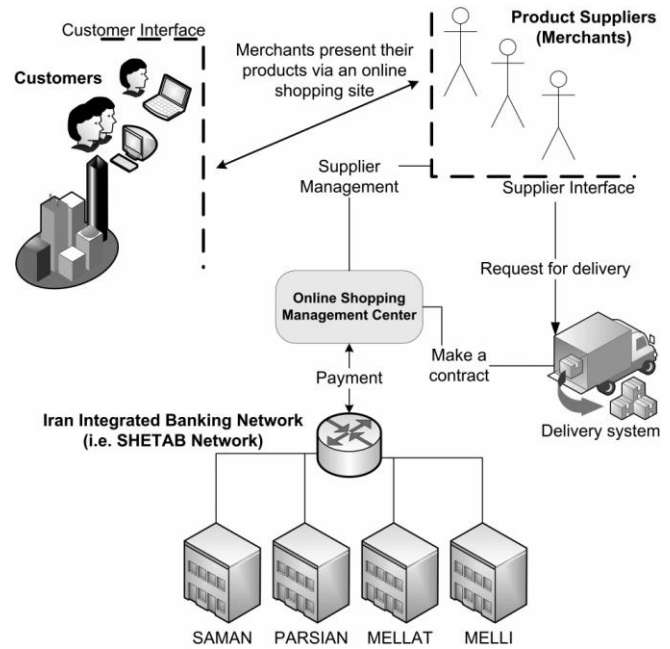 Customer Interface
Customers
Merchants present their
products via an online
shopping site
Product Suppliers
(Merchants)
Supplier
Management
Supplier Interface
Request for delivery
Online Shopping
Management Center
Make a
contract
Payment
Delivery system
Iran Integrated Banking Network
(i.e. SHETAB Network)
SAMAN
PARSIAN
MELLAT
MELLI